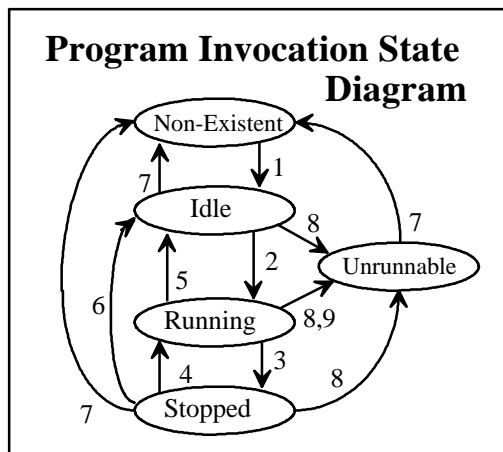 Program Invocation State
Diagram
Non-Existent
7
1
7
Idle
8
5
2
Unrunnable
6
Running
8,9
4
3
7
8
Stopped